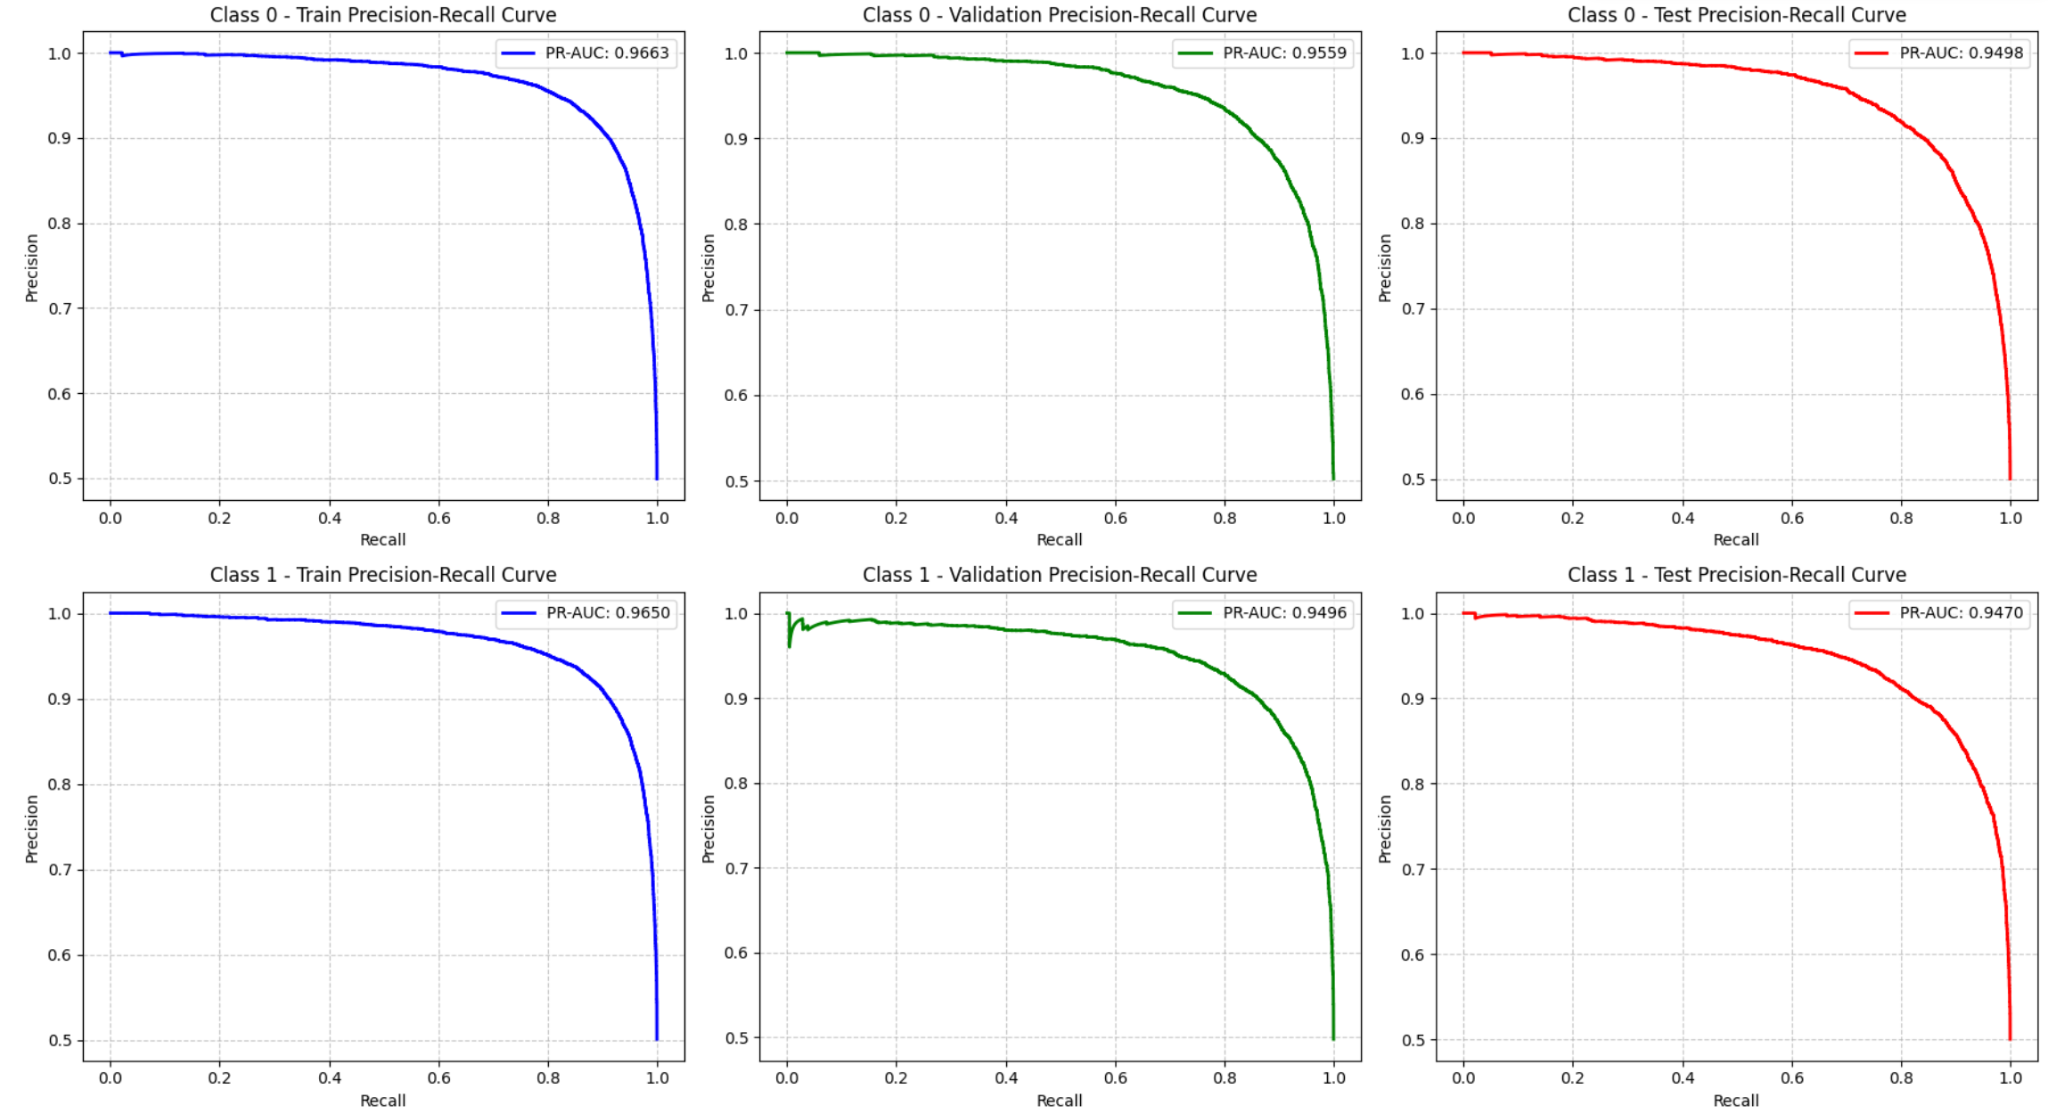 Class 0 - Train Precision-Recall Curve
PR-AUC: 0.9663
1.0
0.9
0.8
0.7
0.6
0.5
Precision
0.0 0.2 0.4 0.6 0.8 1.0
Recall
Class 0 - Validation Precision-Recall Curve
PR-AUC: 0.9559
1.0
0.9
0.8
0.7
0.6
0.5
Precision
0.0 0.2 0.4 0.6 0.8 1.0
Recall
Class 0 - Test Precision-Recall Curve
PR-AUC: 0.9498
1.0
0.9
0.8
0.7
0.6
0.5
Precision
0.0 0.2 0.4 0.6 0.8 1.0
Recall
Class 1 - Train Precision-Recall Curve
PR-AUC: 0.9650
1.0
0.9
0.8
0.7
0.6
0.5
Precision
0.0 0.2 0.4 0.6 0.8 1.0
Recall
Class 1 - Validation Precision-Recall Curve
PR-AUC: 0.9496
1.0
0.9
0.8
0.7
0.6
0.5
Precision
0.0 0.2 0.4 0.6 0.8 1.0
Recall
Class 1 - Test Precision-Recall Curve
PR-AUC: 0.9470
1.0
0.9
0.8
0.7
0.6
0.5
Precision
0.0 0.2 0.4 0.6 0.8 1.0
Recall